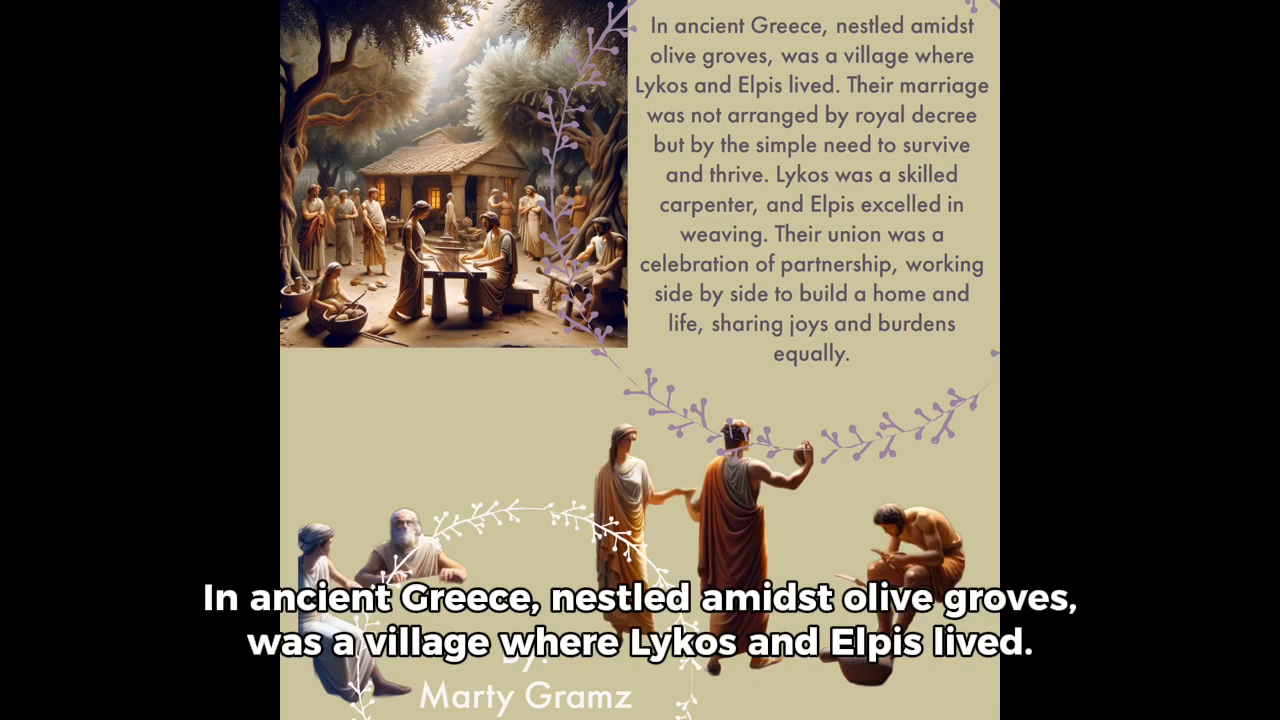 In ancient Greece, nestled amidst
olive groves, was a village where
Lykos and Elpis lived. Their marriage
was not arranged by royal decree
but by the simple need to survive
and thrive. Lykos was a skilled
carpenter, and Elpis excelled in
weaving. Their union was a
celebration of partnership, working
side by side to build a home and
life, sharing joys and burdens
equally.
In ancient Greece, nestled amidst olive groves,
was a village where Lykos and Elpis lived.
By:
Marty Gramz